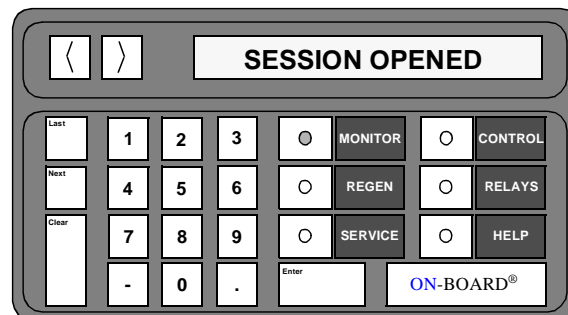 〈 〉 SESSION OPENED
Last 1 2 3 MONITOR CONTROL
Next 4 5 6 REGEN RELAYS
Clear 7 8 9 SERVICE HELP
- 0 . Enter ON-BOARD®